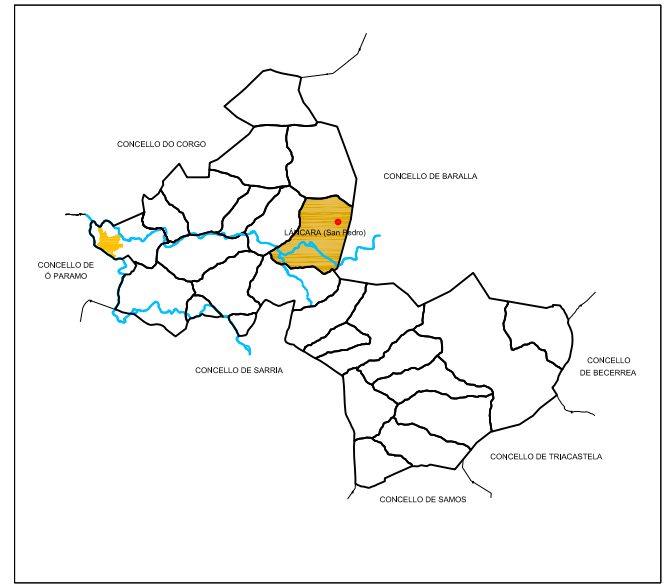 CONCELLO DO CORGO
CONCELLO DE BARALLA
LÁNCARA (San Pedro)
CONCELLO DE
Ó PARAMO
CONCELLO DE SARRIA
CONCELLO
DE BECERREA
CONCELLO DE TRIACASTELA
CONCELLO DE SAMOS